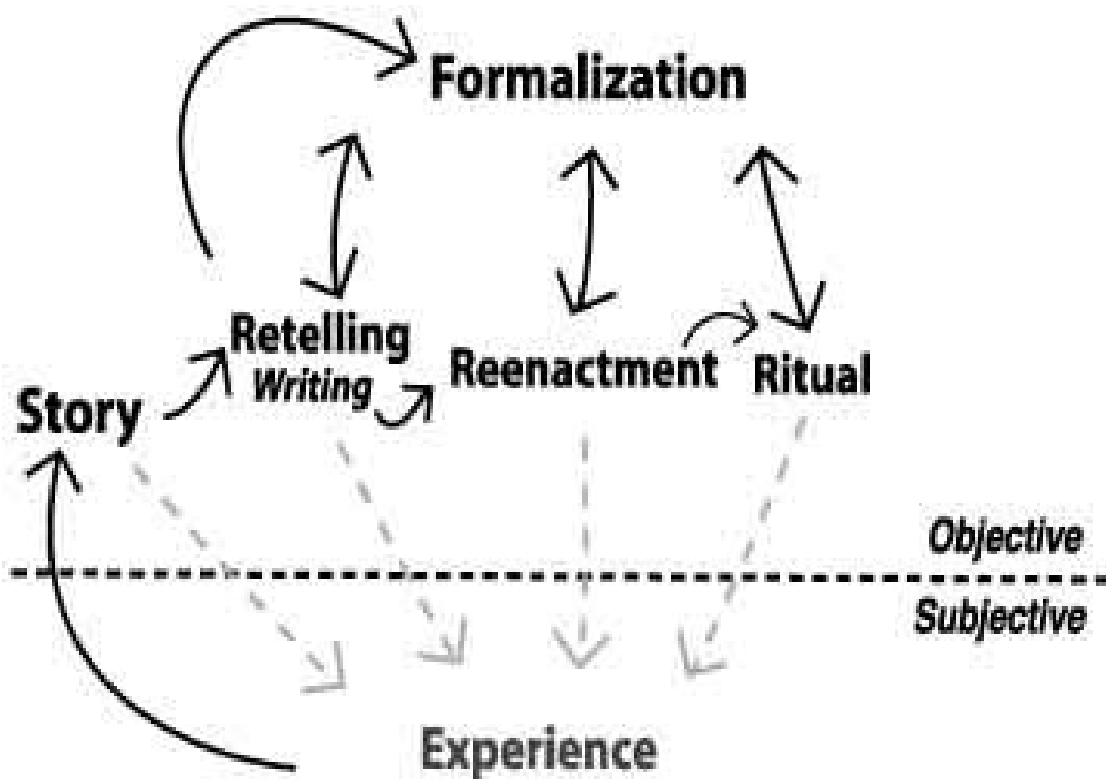 Formalization
Retelling
Writing
Reenactment
Ritual
Story
Objective
Subjective
Experience